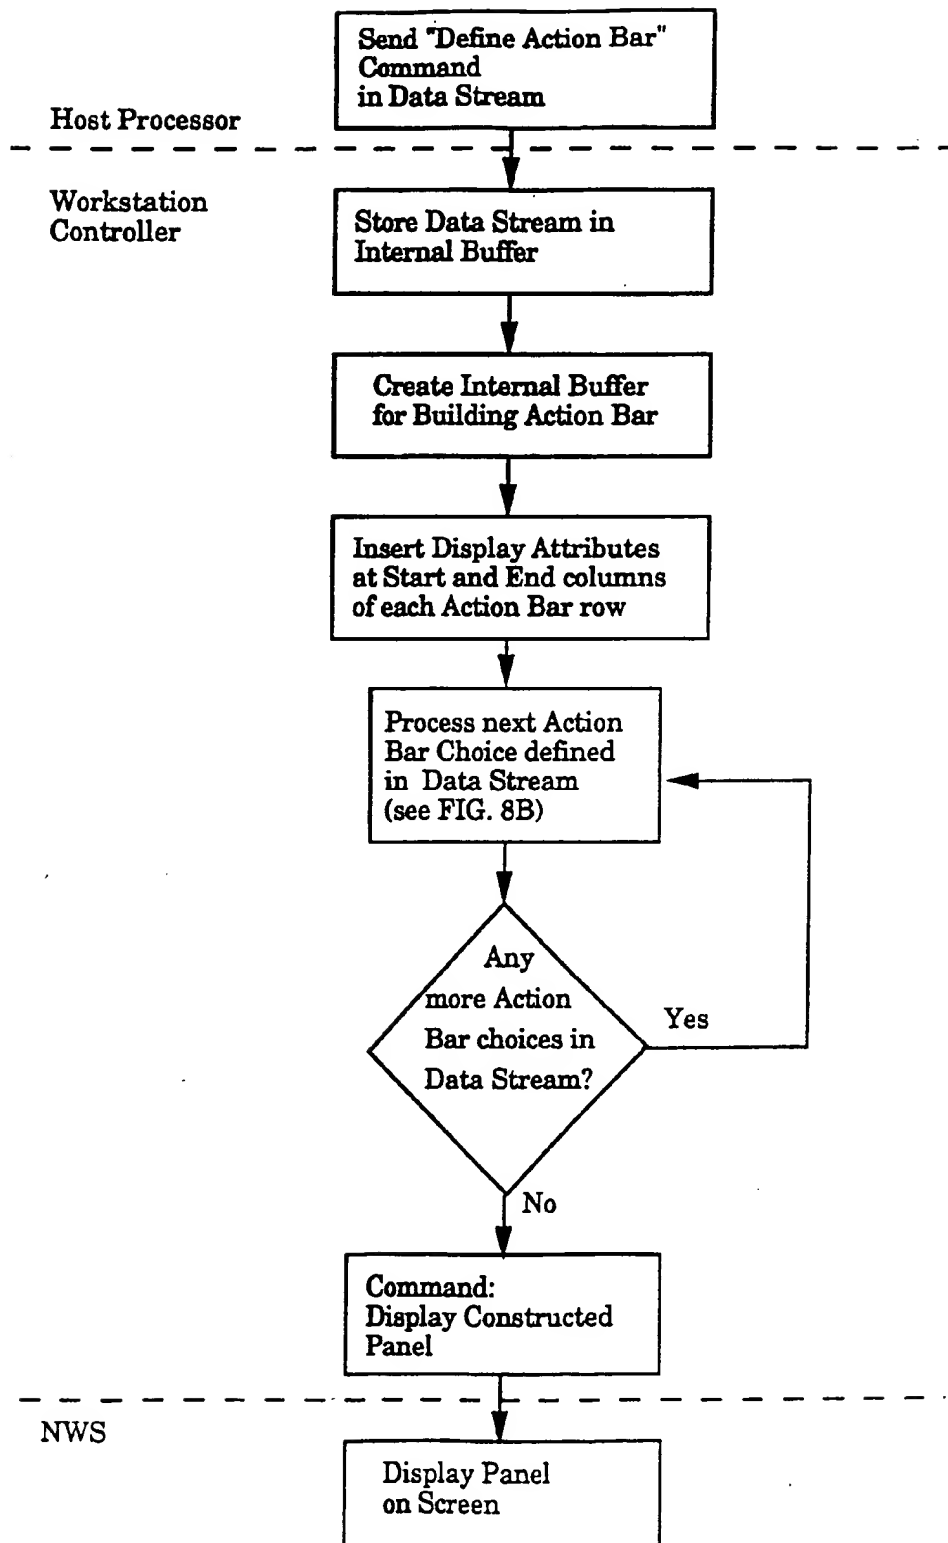 Send "Define Action Bar"
Command
in Data Stream
Host Processor
Workstation
Controller
Store Data Stream in
Internal Buffer
Create Internal Buffer
for Building Action Bar
Insert Display Attributes
at Start and End columns
of each Action Bar row
Process next Action
Bar Choice defined
in Data Stream
(see FIG. 8B)
Any
more Action
Bar choices in
Data Stream?
Yes
No
Command:
Display Constructed
Panel
NWS
Display Panel
on Screen